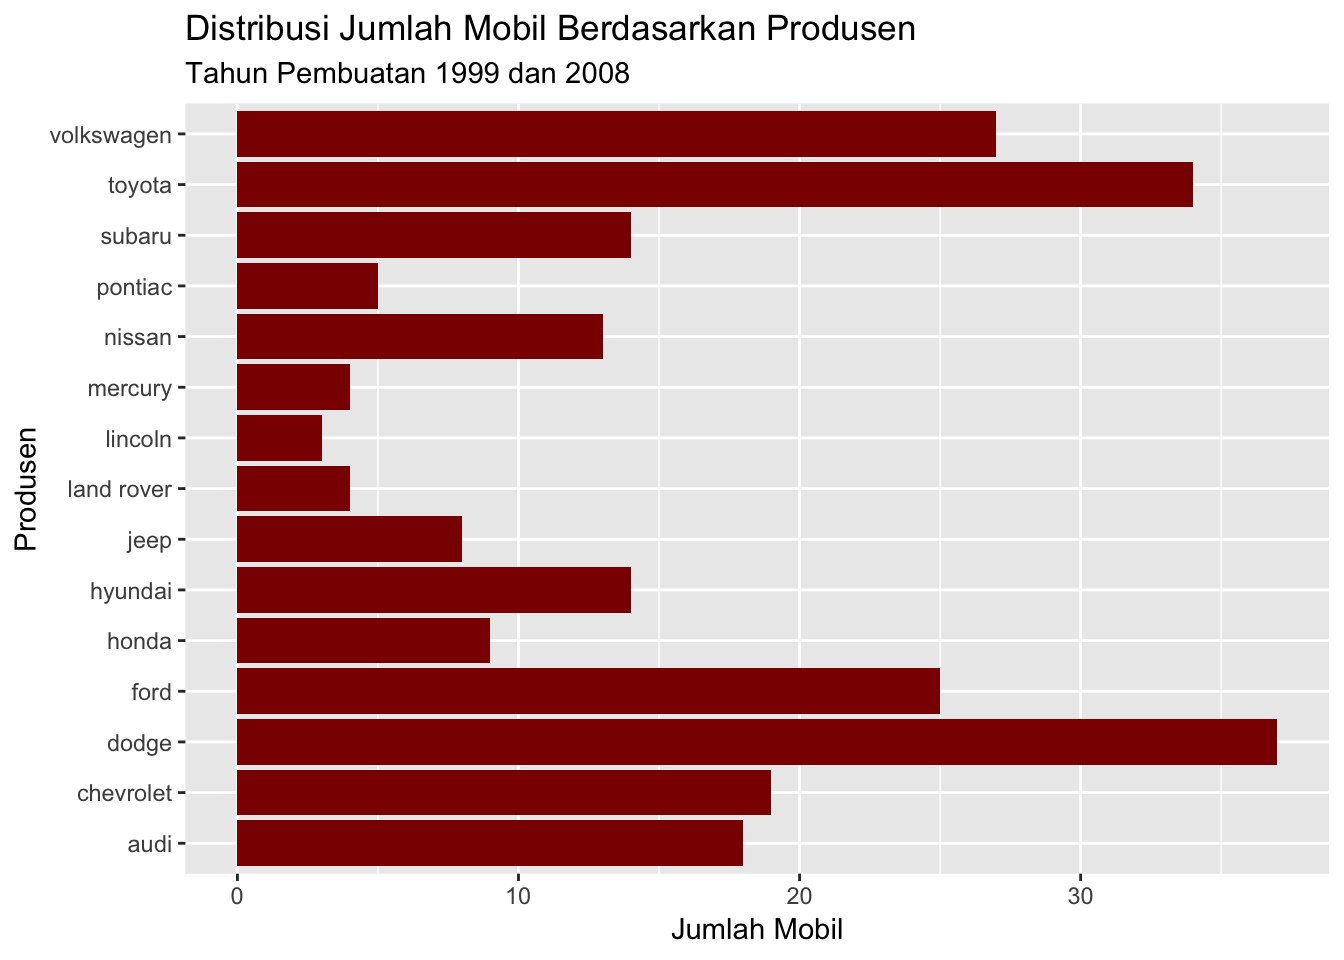 Distribusi Jumlah Mobil Berdasarkan Produsen
Tahun Pembuatan 1999 dan 2008
Produsen
volkswagen
toyota
subaru
pontiac
nissan
mercury
lincoln
land rover
jeep
hyundai
honda
ford
dodge
chevrolet
audi
0 10 20 30
Jumlah Mobil